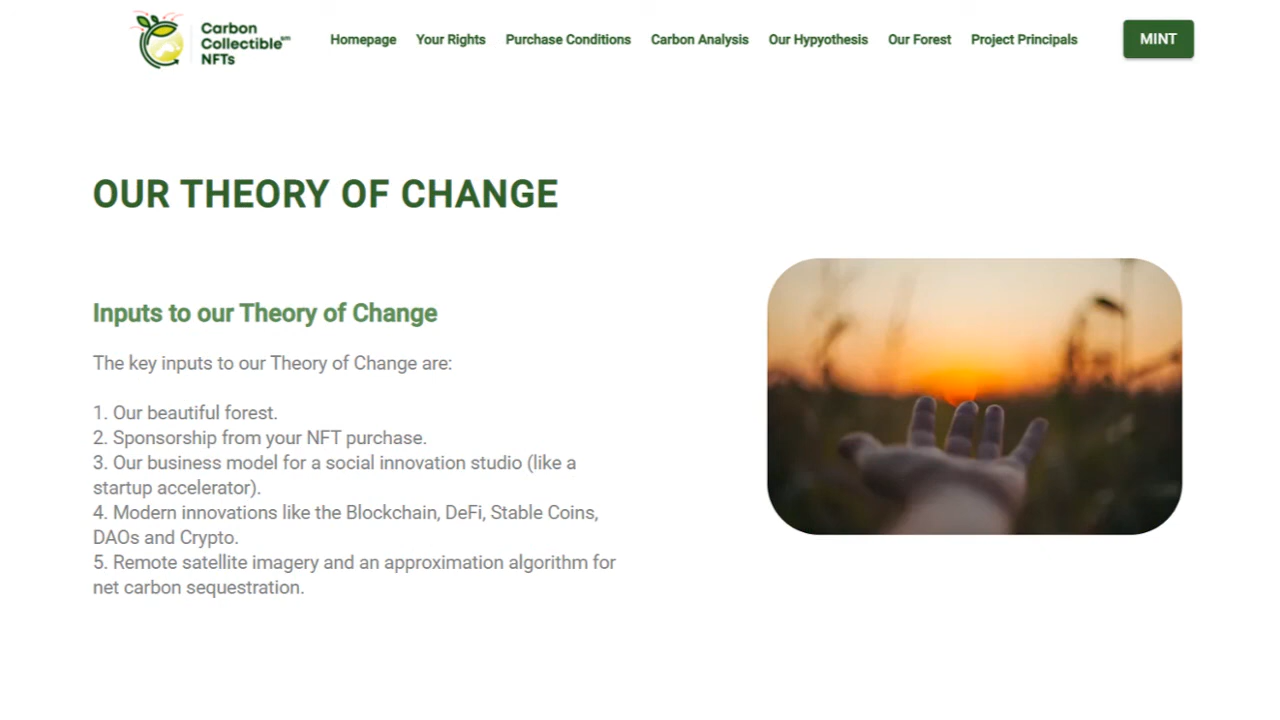 Carbon
Collectible℠
NFTs
Homepage
Your Rights
Purchase Conditions
Carbon Analysis
Our Hypyothesis
Our Forest
Project Principals
MINT
OUR THEORY OF CHANGE
Inputs to our Theory of Change
The key inputs to our Theory of Change are:
1. Our beautiful forest.
2. Sponsorship from your NFT purchase.
3. Our business model for a social innovation studio (like a
startup accelerator).
4. Modern innovations like the Blockchain, DeFi, Stable Coins,
DAOs and Crypto.
5. Remote satellite imagery and an approximation algorithm for
net carbon sequestration.